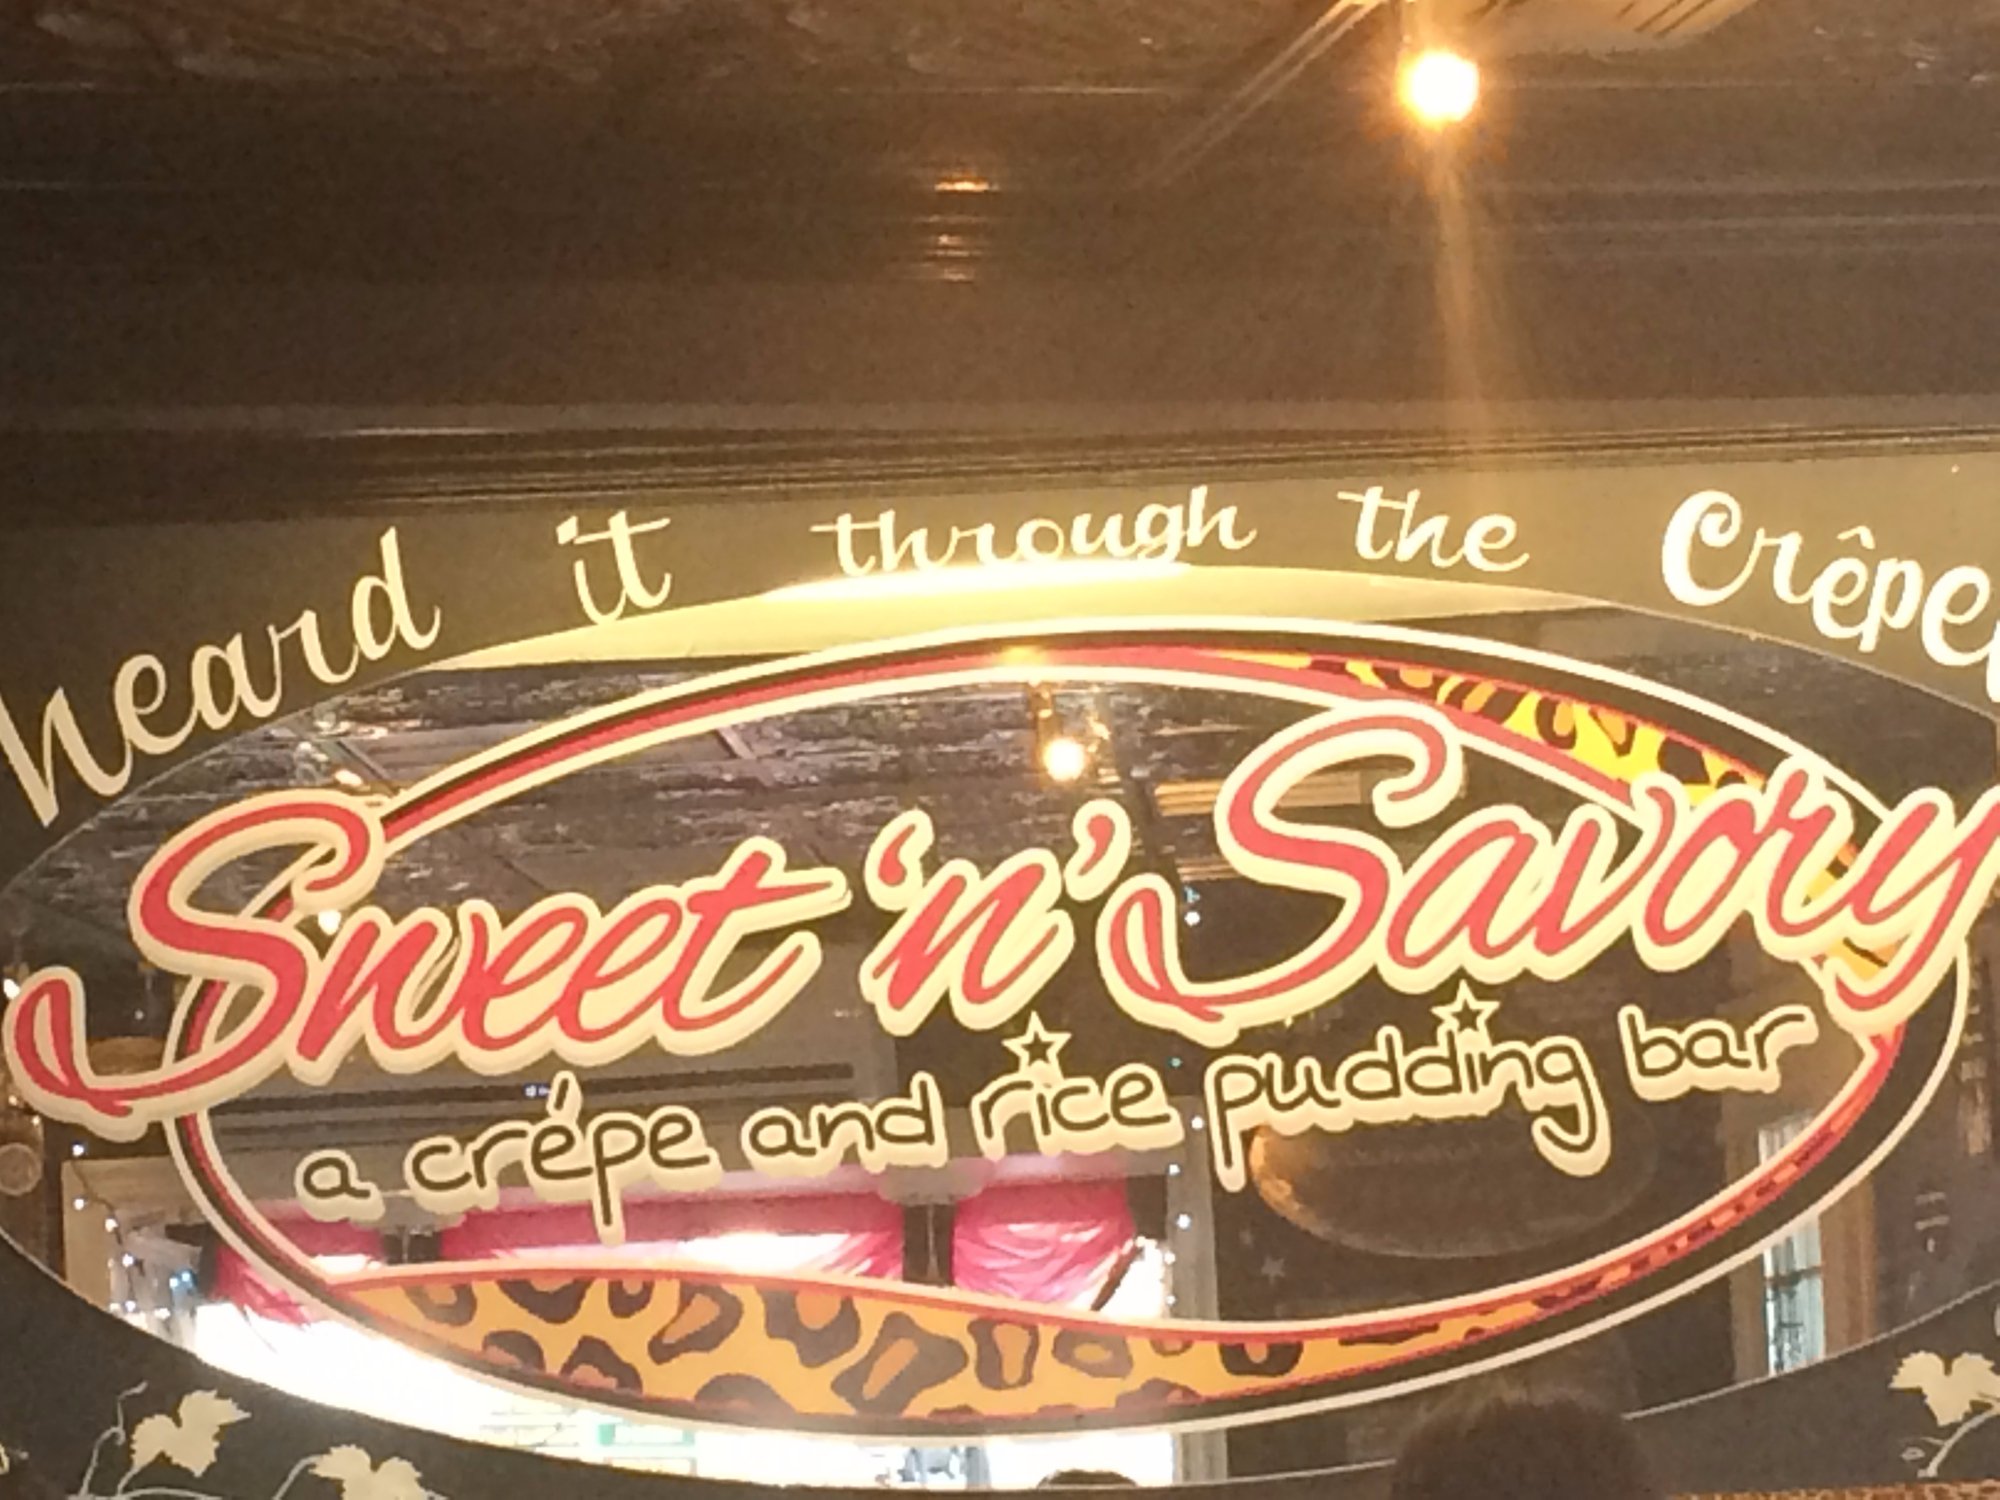 heard it through the Crêpe
Sweet 'n' Savory
a crépe and rice pudding bar